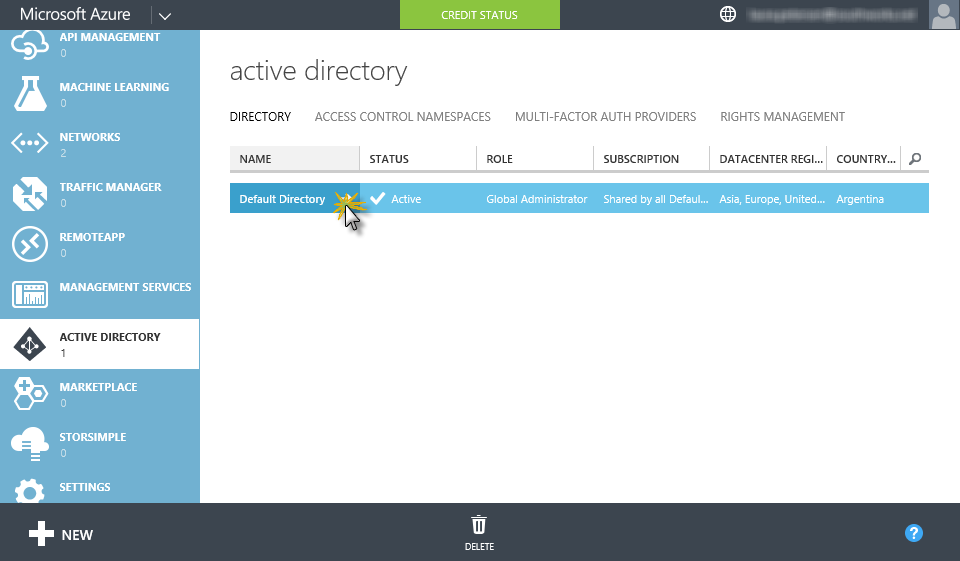 Microsoft Azure
CREDIT STATUS
API MANAGEMENT
0
MACHINE LEARNING
0
NETWORKS
2
TRAFFIC MANAGER
0
REMOTEAPP
0
MANAGEMENT SERVICES
ACTIVE DIRECTORY
1
MARKETPLACE
0
STORSIMPLE
0
SETTINGS
active directory
DIRECTORY ACCESS CONTROL NAMESPACES MULTI-FACTOR AUTH PROVIDERS RIGHTS MANAGEMENT
NAME STATUS ROLE SUBSCRIPTION DATACENTER REGI... COUNTRY...
Default Directory Active Global Administrator Shared by all Defaul... Asia, Europe, United... Argentina
NEW
DELETE
?